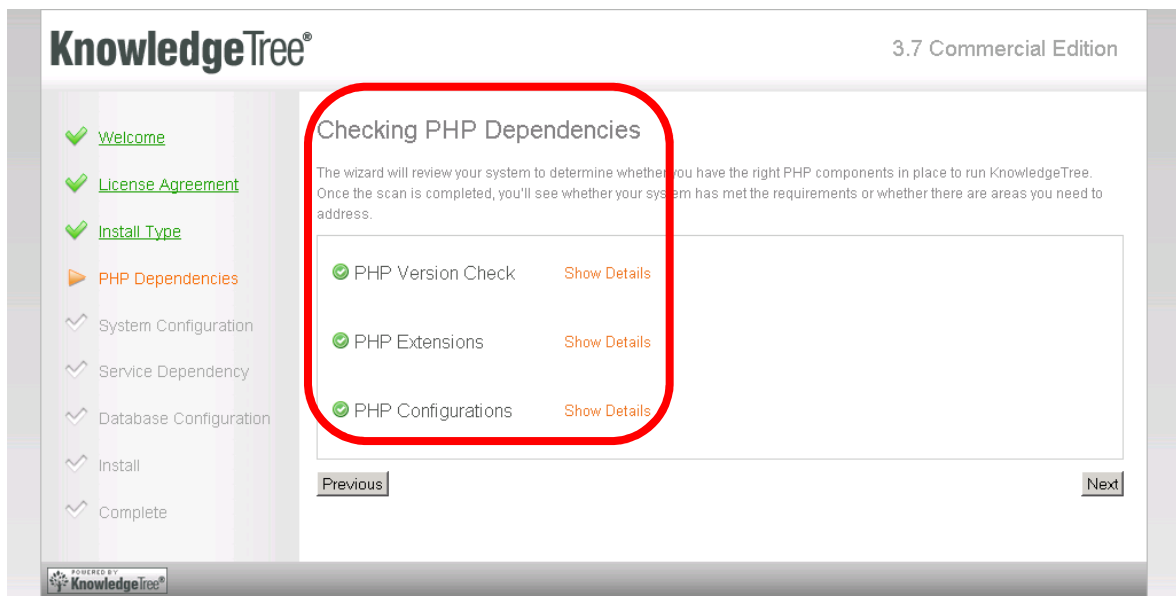 KnowledgeTree®
3.7 Commercial Edition
Welcome
License Agreement
Install Type
PHP Dependencies
System Configuration
Service Dependency
Database Configuration
Install
Complete
Checking PHP Dependencies
The wizard will review your system to determine whether you have the right PHP components in place to run KnowledgeTree.
Once the scan is completed, you'll see whether your system has met the requirements or whether there are areas you need to
address.
PHP Version Check Show Details
PHP Extensions Show Details
PHP Configurations Show Details
Previous
Next
POWERED BY
KnowledgeTree®